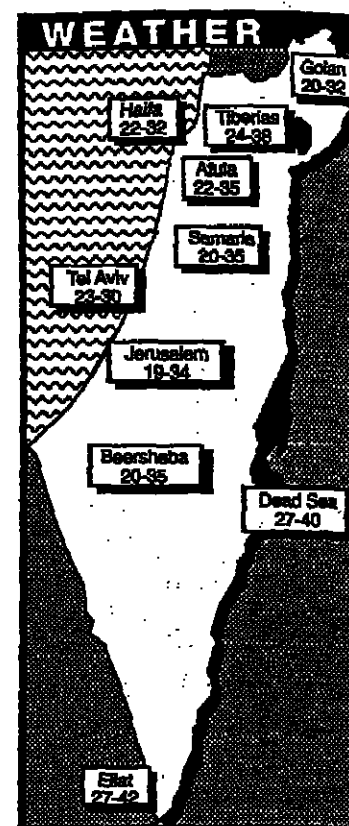 WEATHER
Golan
20-32
Haifa
22-32
Tiberias
24-38
Afula
22-35
Samaria
20-35
Tel Aviv
23-30
Jerusalem
19-34
Beersheba
20-35
Dead Sea
27-40
Eilat
27-42